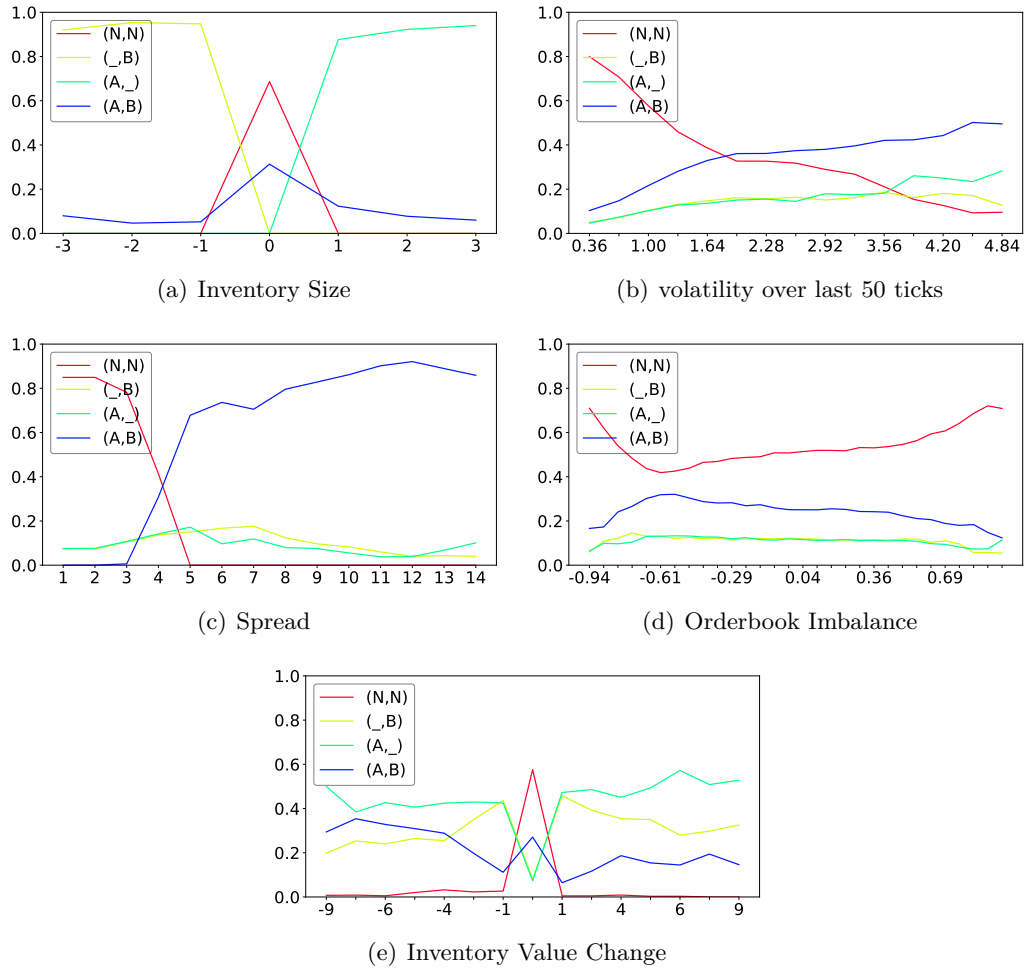 1.0
0.8
0.6
0.4
0.2
0.0
(N,N)
(_,B)
(A,_)
(A,B)
-3 -2 -1 0 1 2 3
(a) Inventory Size
1.0
0.8
0.6
0.4
0.2
0.0
(N,N)
(_,B)
(A,_)
(A,B)
0.36 1.00 1.64 2.28 2.92 3.56 4.20 4.84
(b) volatility over last 50 ticks
1.0
0.8
0.6
0.4
0.2
0.0
(N,N)
(_,B)
(A,_)
(A,B)
1 2 3 4 5 6 7 8 9 10 11 12 13 14
(c) Spread
1.0
0.8
0.6
0.4
0.2
0.0
(N,N)
(_,B)
(A,_)
(A,B)
-0.94 -0.61 -0.29 0.04 0.36 0.69
(d) Orderbook Imbalance
1.0
0.8
0.6
0.4
0.2
0.0
(N,N)
(_,B)
(A,_)
(A,B)
-9 -6 -4 -1 1 4 6 9
(e) Inventory Value Change